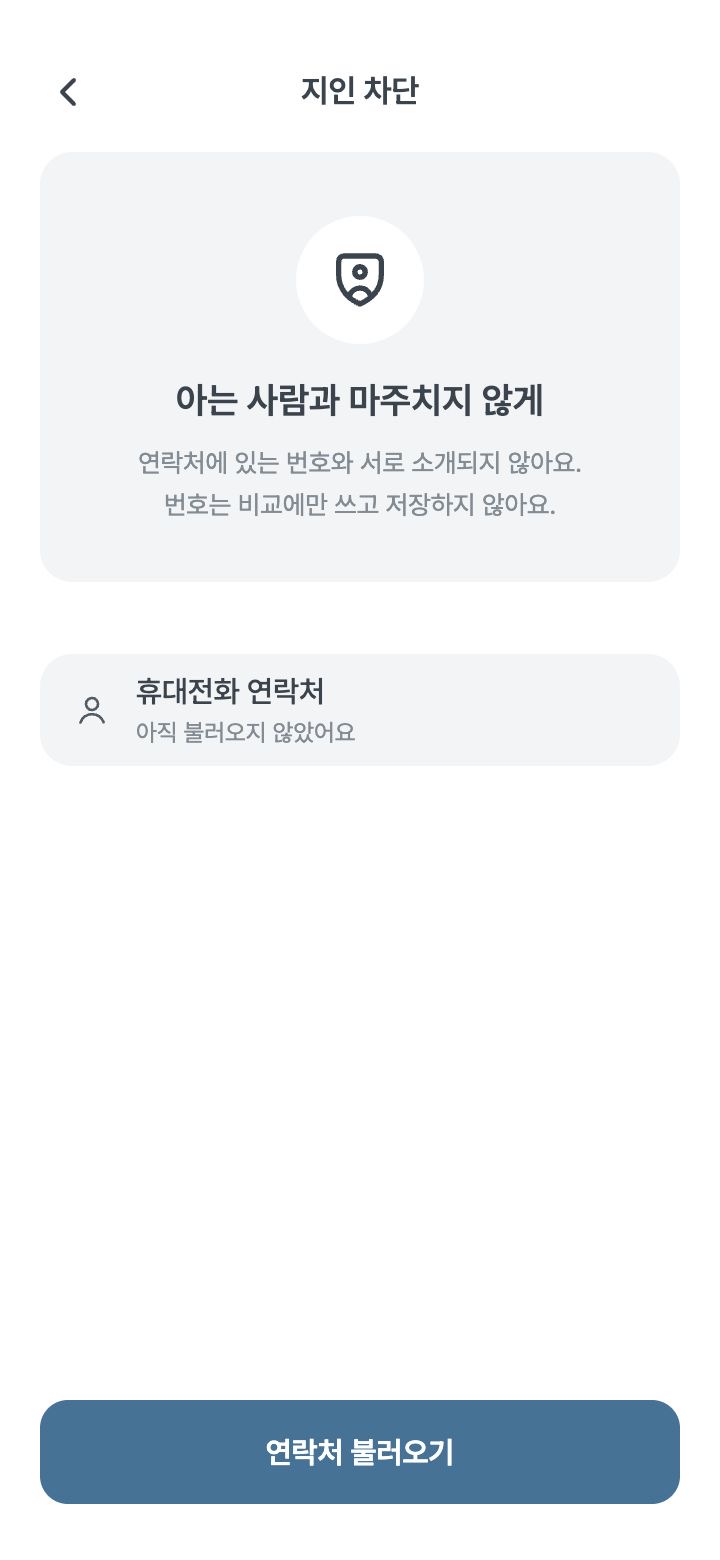 지인 차단
아는 사람과 마주치지 않게
연락처에 있는 번호와 서로 소개되지 않아요.
번호는 비교에만 쓰고 저장하지 않아요.
휴대전화 연락처
아직 불러오지 않았어요
연락처 불러오기